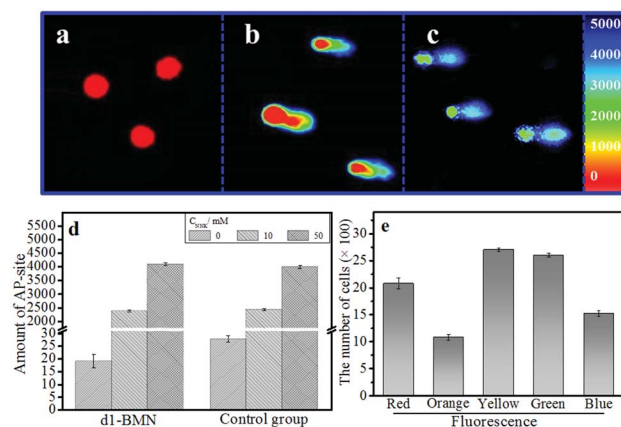 a
b
c
5000
4000
3000
2000
1000
0
d
C_NNK/ mM
0 10 50
Amount of AP-site
5500
5000
4500
4000
3500
3000
2500
2000
30
25
20
15
10
5
0
d1-BMN Control group
e
The number of cells (× 100)
30
25
20
15
10
5
0
Red Orange Yellow Green Blue
Fluorescence